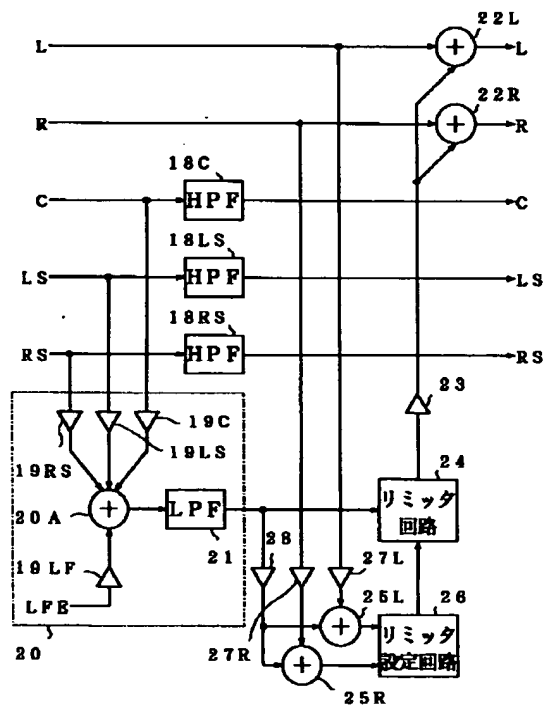 22L
L
L
22R
R
R
18C
C
HPF
C
18LS
LS
HPF
LS
18RS
RS
HPF
RS
23
19C
19LS
19RS
24
20A
LPF
リミッタ
回路
21
28
27L
19LF
25L
26
LFE
リミッタ
設定回路
20
27R
25R